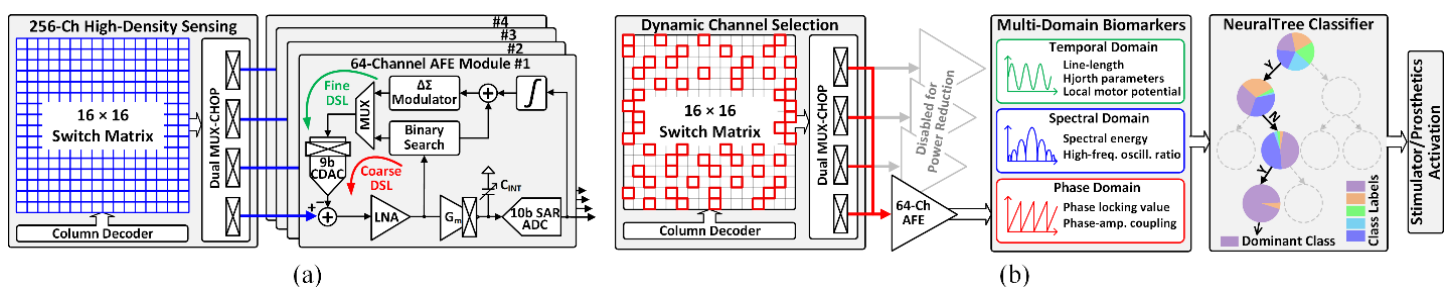 256-Ch High-Density Sensing
16 × 16
Switch Matrix
Column Decoder
Dual MUX-CHOP
#4
#3
#2
64-Channel AFE Module #1
Fine
DSL
MUX
ΔΣ
Modulator
+
∫
Binary
Search
9b
CDAC
Coarse
DSL
+
−
+
LNA
Gm
CINT
10b SAR
ADC
(a)
Dynamic Channel Selection
16 × 16
Switch Matrix
Column Decoder
Dual MUX-CHOP
Disabled for
Power Reduction
64-Ch
AFE
Multi-Domain Biomarkers
Temporal Domain
Line-length
Hjorth parameters
Local motor potential
Spectral Domain
Spectral energy
High-freq. oscill. ratio
Phase Domain
Phase locking value
Phase-amp. coupling
NeuralTree Classifier
Y
N
Y
Dominant Class
Class Labels
Stimulator/Prosthetics
Activation
(b)